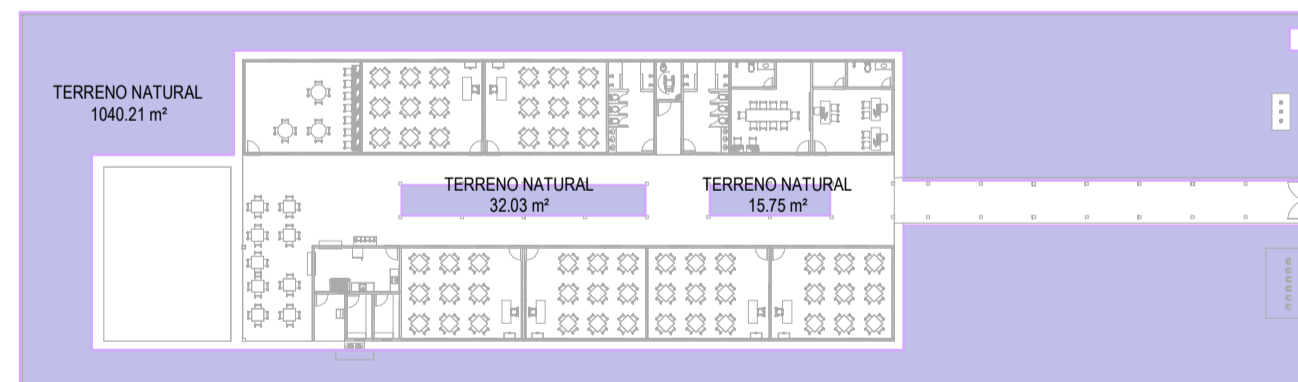 TERRENO NATURAL
1040.21 m²
TERRENO NATURAL
32.03 m²
TERRENO NATURAL
15.75 m²